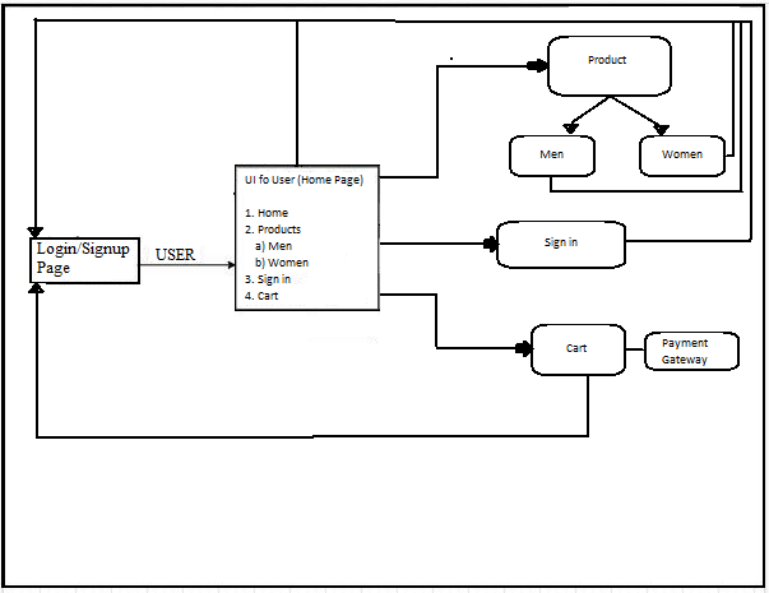 Product
Men
Women
UI fo User (Home Page)
1. Home
2. Products
a) Men
b) Women
3. Sign in
4. Cart
Login/Signup
Page
USER
Sign in
Cart
Payment
Gateway